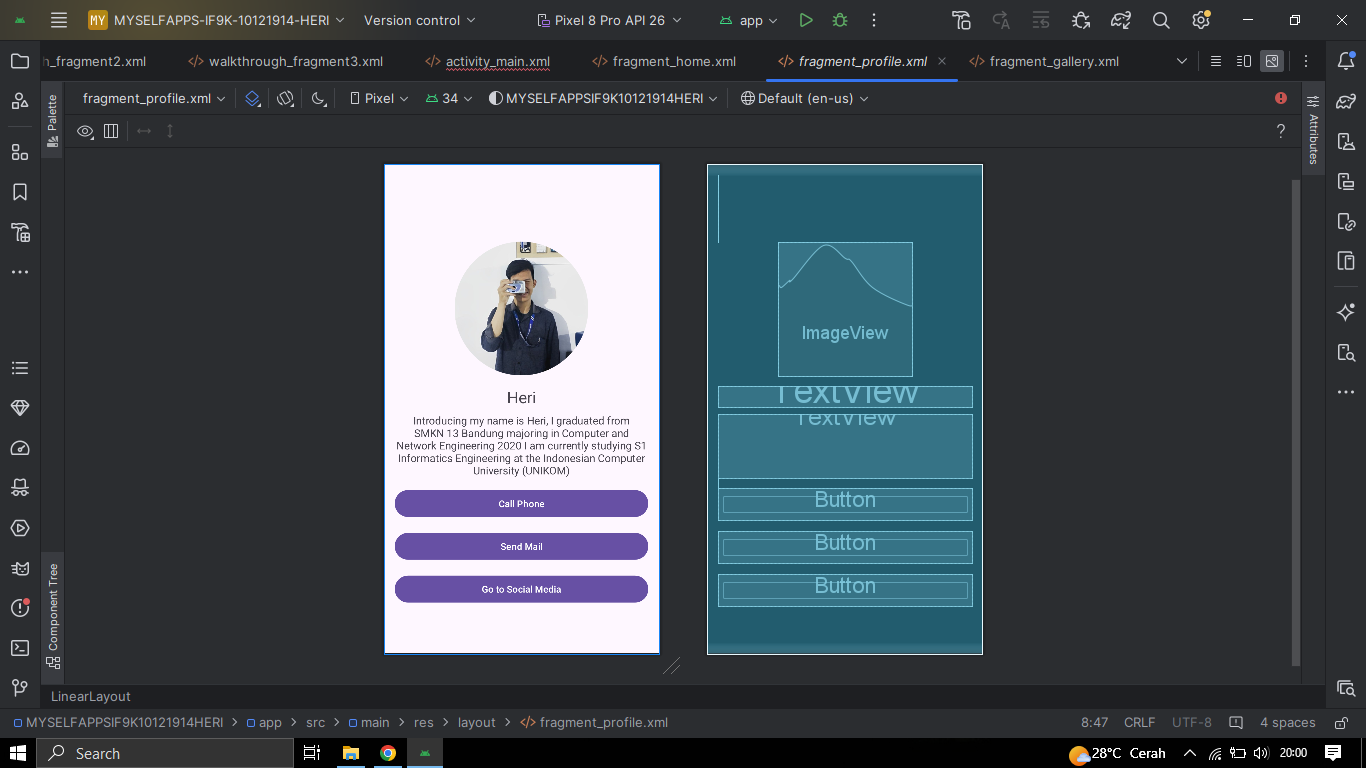 MY MYSELFAPPS-IF9K-10121914-HERI Version control Pixel 8 Pro API 26 app
h_fragment2.xml walkthrough_fragment3.xml activity_main.xml fragment_home.xml fragment_profile.xml fragment_gallery.xml
fragment_profile.xml Pixel 34 MYSELFAPPSIF9K10121914HERI Default (en-us)
Palette
Attributes
?
ImageView
TextView
Heri
Introducing my name is Heri, I graduated from
SMKN 13 Bandung majoring in Computer and
Network Engineering 2020 I am currently studying S1
Informatics Engineering at the Indonesian Computer
University (UNIKOM)
TextView
Call Phone
Button
Send Mail
Button
Go to Social Media
Button
Component Tree
LinearLayout
MYSELFAPPSIF9K10121914HERI > app > src > main > res > layout > fragment_profile.xml 8:47 CRLF UTF-8 4 spaces
Search 28°C Cerah 20:00